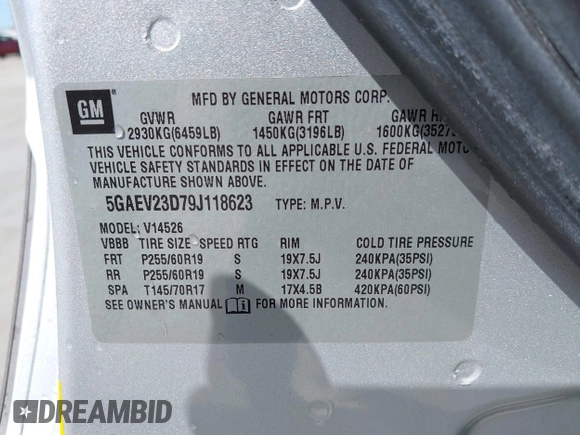 GM
MFD BY GENERAL MOTORS CORP.
GVWR GAWR FRT GAWR
2930KG(6459LB) 1450KG(3196LB) 1600KG(3527
THIS VEHICLE CONFORMS TO ALL APPLICABLE U.S. FEDERAL
VEHICLE SAFETY STANDARDS IN EFFECT ON THE DATE OF
MANUFACTURE SHOWN ABOVE.
5GAEV23D79J118623 TYPE: M.P.V.
MODEL: V14526
VBBB TIRE SIZE SPEED RTG RIM COLD TIRE PRESSURE
FRT P255/60R19 S 19X7.5J 240KPA(35PSI)
RR P255/60R19 S 19X7.5J 240KPA(35PSI)
SPA T145/70R17 M 17X4.5B 420KPA(60PSI)
SEE OWNER'S MANUAL FOR MORE INFORMATION.
DREAMBID